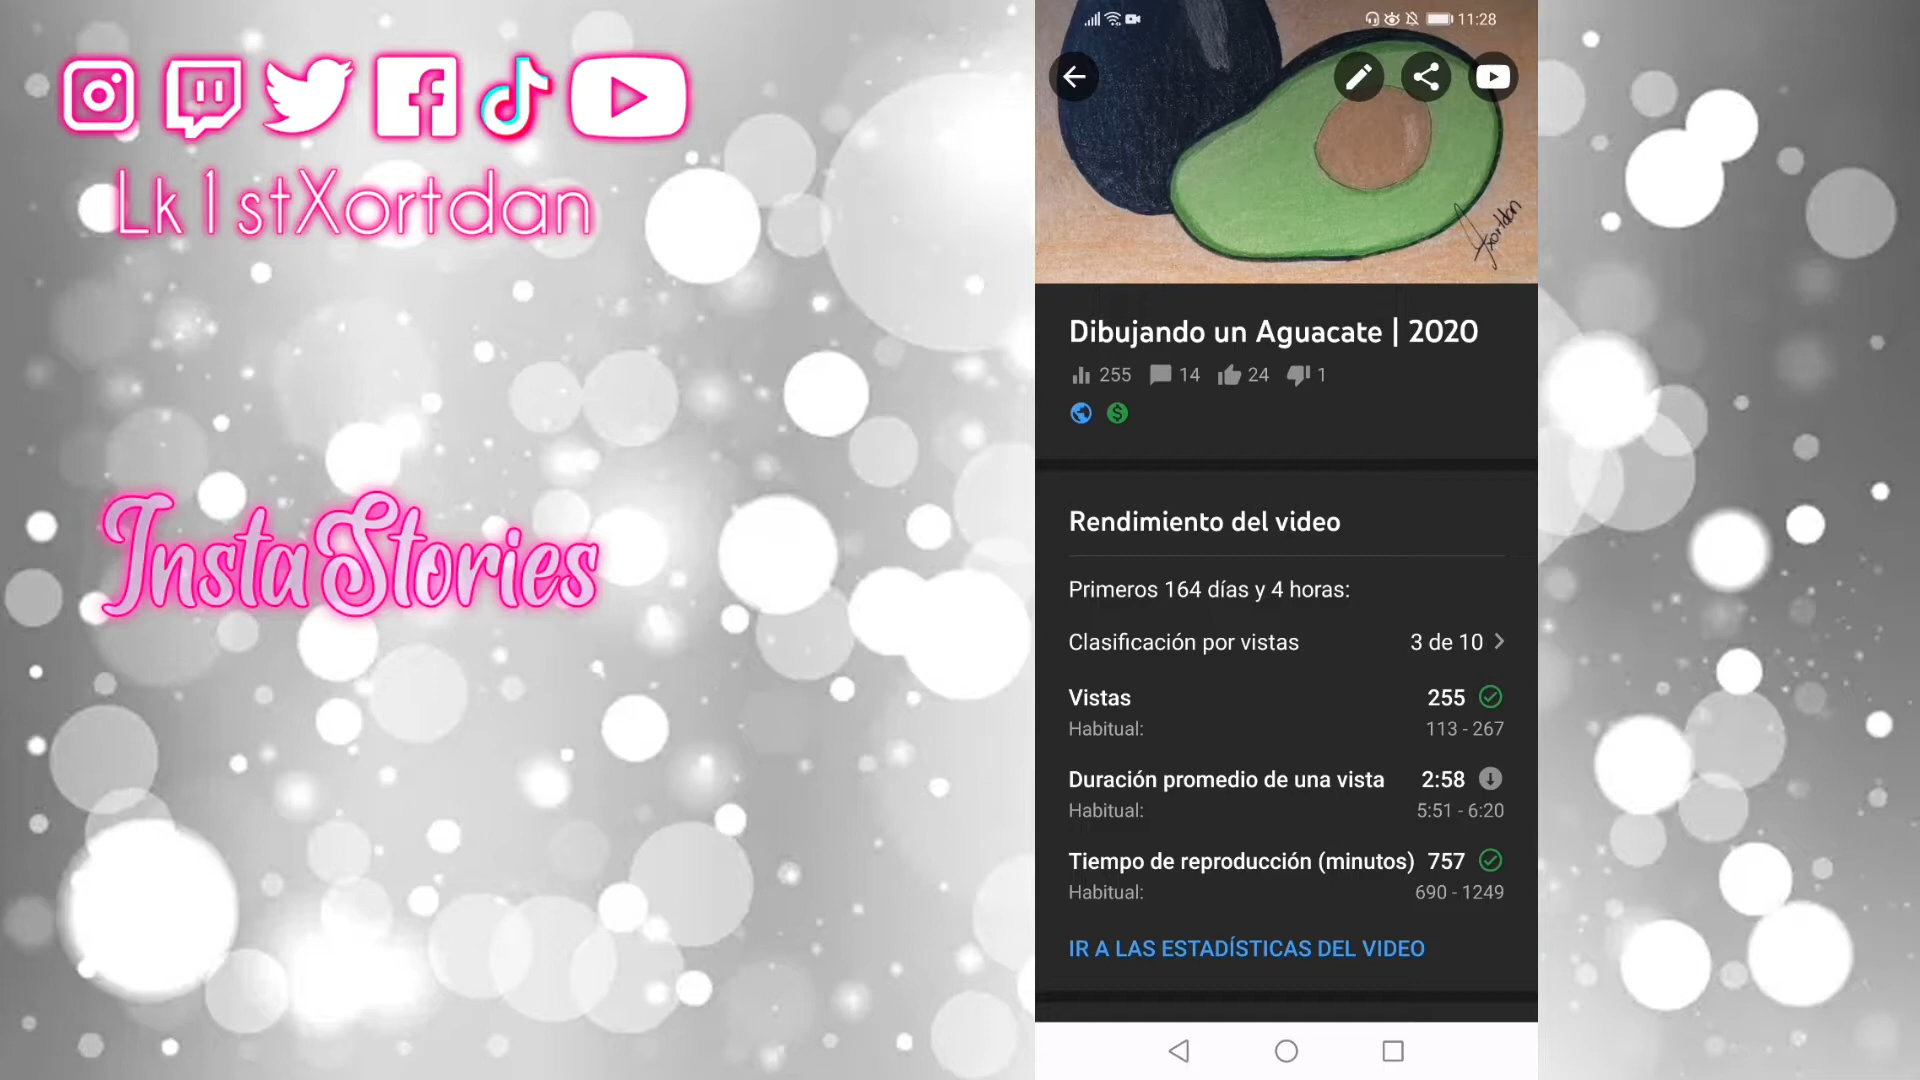 Lk1stXortdan
InstaStories
11:28
Xortdan
Dibujando un Aguacate | 2020
255 14 24 1
Rendimiento del video
Primeros 164 días y 4 horas:
Clasificación por vistas 3 de 10
Vistas 255
Habitual: 113 - 267
Duración promedio de una vista 2:58
Habitual: 5:51 - 6:20
Tiempo de reproducción (minutos) 757
Habitual: 690 - 1249
IR A LAS ESTADÍSTICAS DEL VIDEO